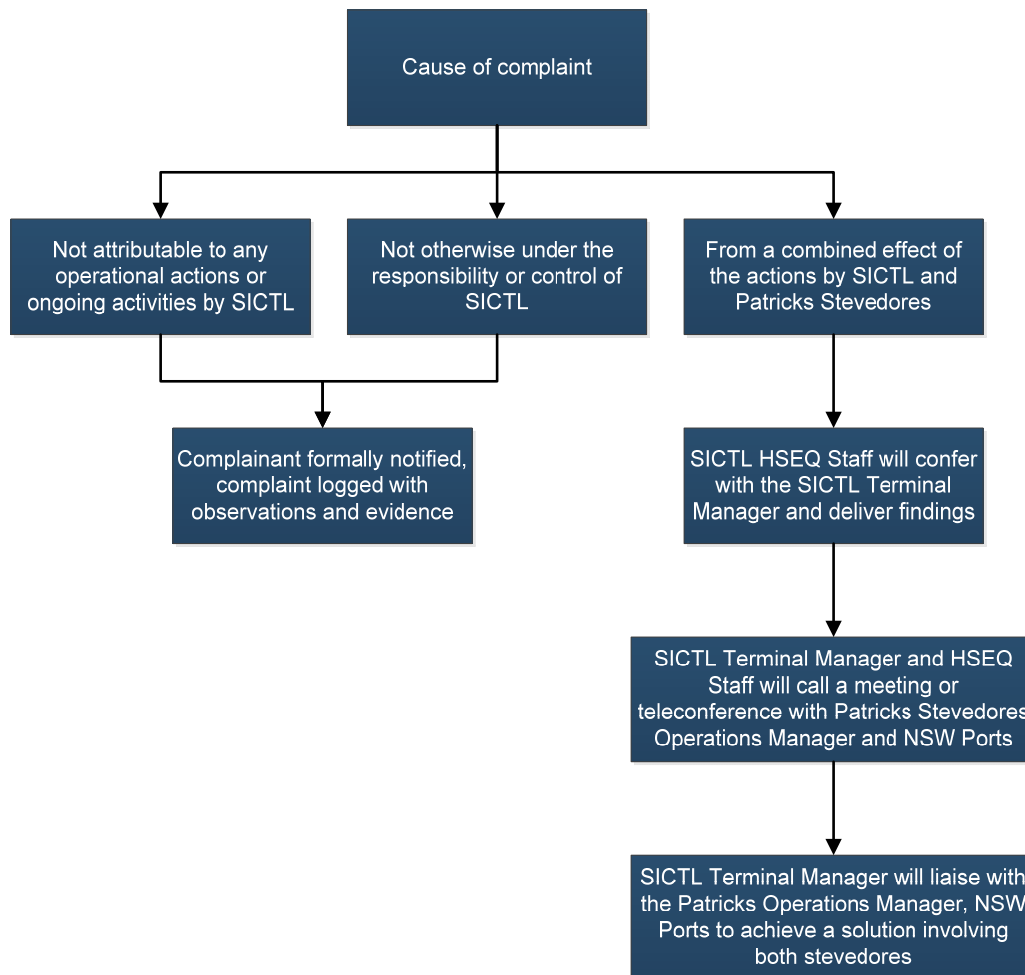 Cause of complaint
Not attributable to any
operational actions or
ongoing activities by SICTL
Not otherwise under the
responsibility or control of
SICTL
From a combined effect of
the actions by SICTL and
Patricks Stevedores
Complainant formally notified,
complaint logged with
observations and evidence
SICTL HSEQ Staff will confer
with the SICTL Terminal
Manager and deliver findings
SICTL Terminal Manager and HSEQ
Staff will call a meeting or
teleconference with Patricks Stevedores
Operations Manager and NSW Ports
SICTL Terminal Manager will liaise with
the Patricks Operations Manager, NSW
Ports to achieve a solution involving
both stevedores